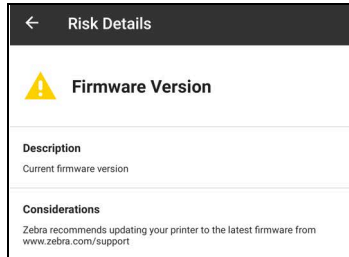 Risk Details
Firmware Version
Description
Current firmware version
Considerations
Zebra recommends updating your printer to the latest firmware from
www.zebra.com/support